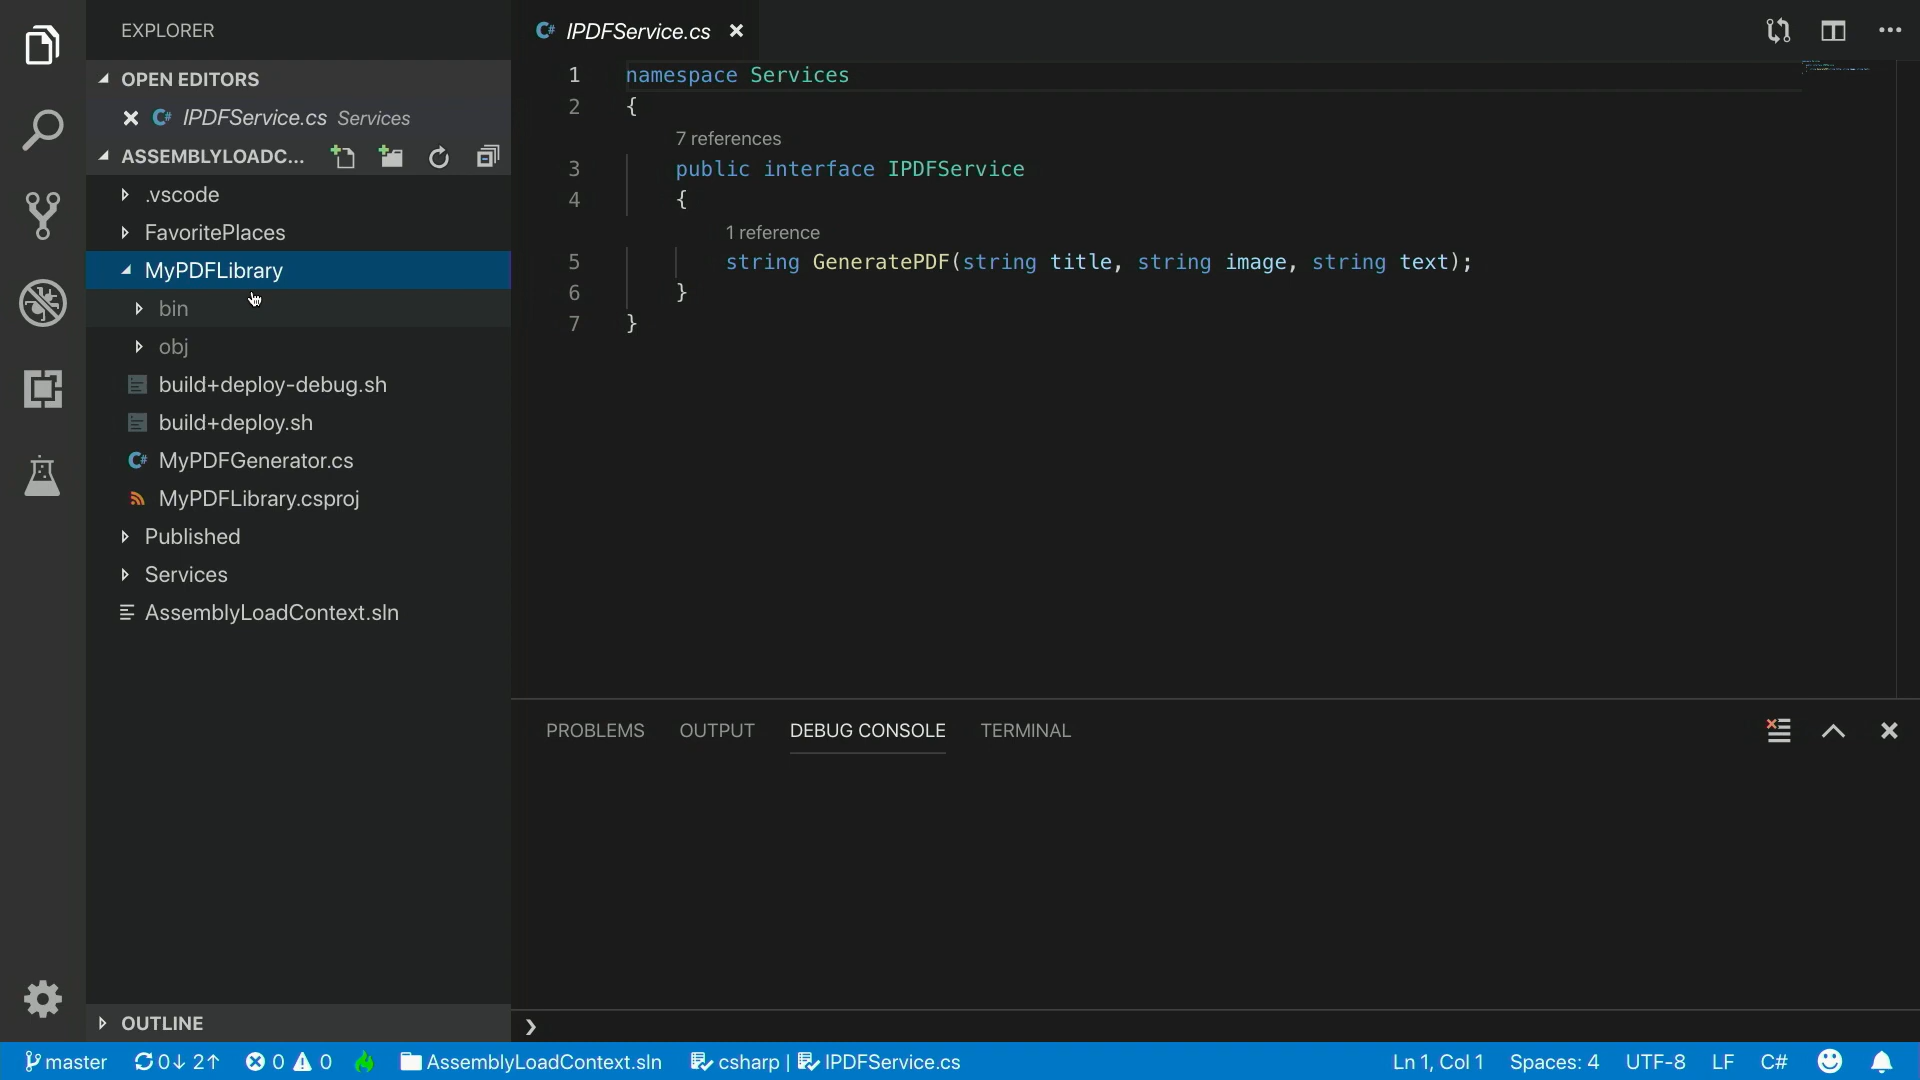 EXPLORER
OPEN EDITORS
IPDFService.cs Services
ASSEMBLYLOADC...
.vscode
FavoritePlaces
MyPDFLibrary
bin
obj
build+deploy-debug.sh
build+deploy.sh
C# MyPDFGenerator.cs
MyPDFLibrary.csproj
Published
Services
AssemblyLoadContext.sln
OUTLINE
C# IPDFService.cs
1 namespace Services
2 {
7 references
3 public interface IPDFService
4 {
1 reference
5 string GeneratePDF(string title, string image, string text);
6 }
7 }
PROBLEMS OUTPUT DEBUG CONSOLE TERMINAL
master 0↓ 2↑ 0 0 AssemblyLoadContext.sln csharp | IPDFService.cs Ln 1, Col 1 Spaces: 4 UTF-8 LF C#